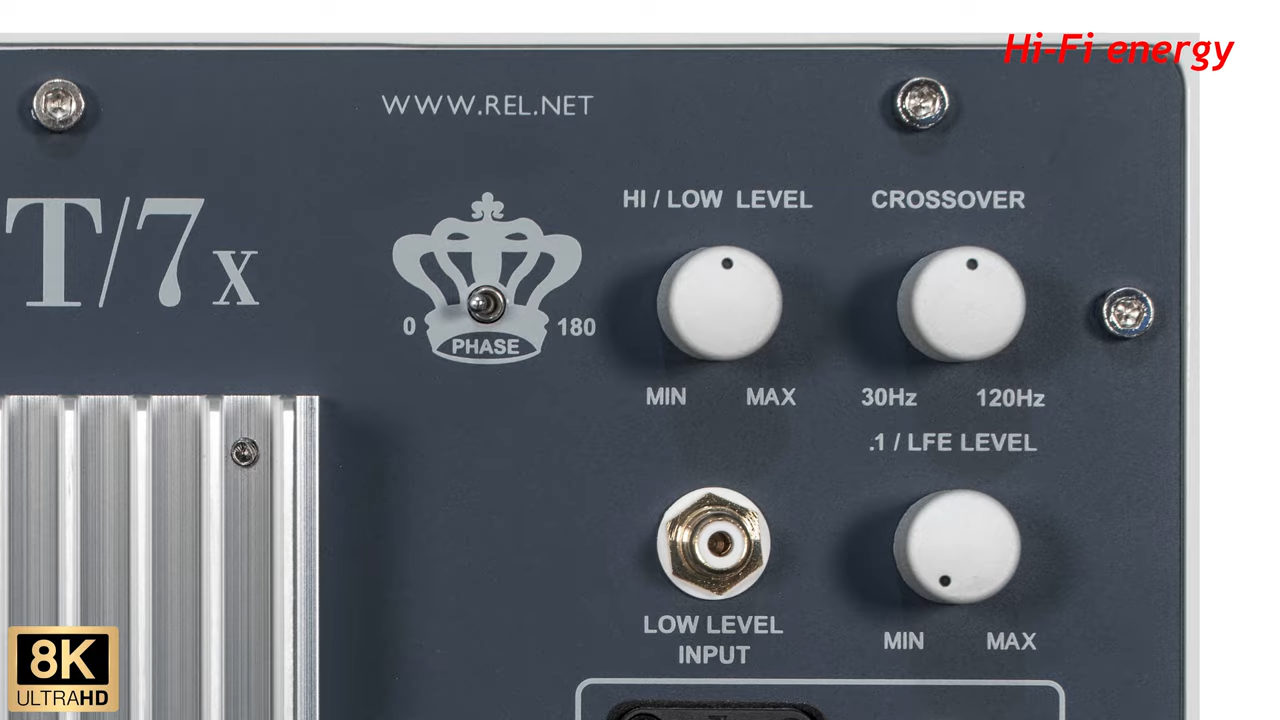 Hi-Fi energy
WWW.REL.NET
T/7x
HI / LOW LEVEL
CROSSOVER
0
180
PHASE
MIN
MAX
30Hz
120Hz
.1 / LFE LEVEL
LOW LEVEL
INPUT
MIN
MAX
8K
ULTRAHD